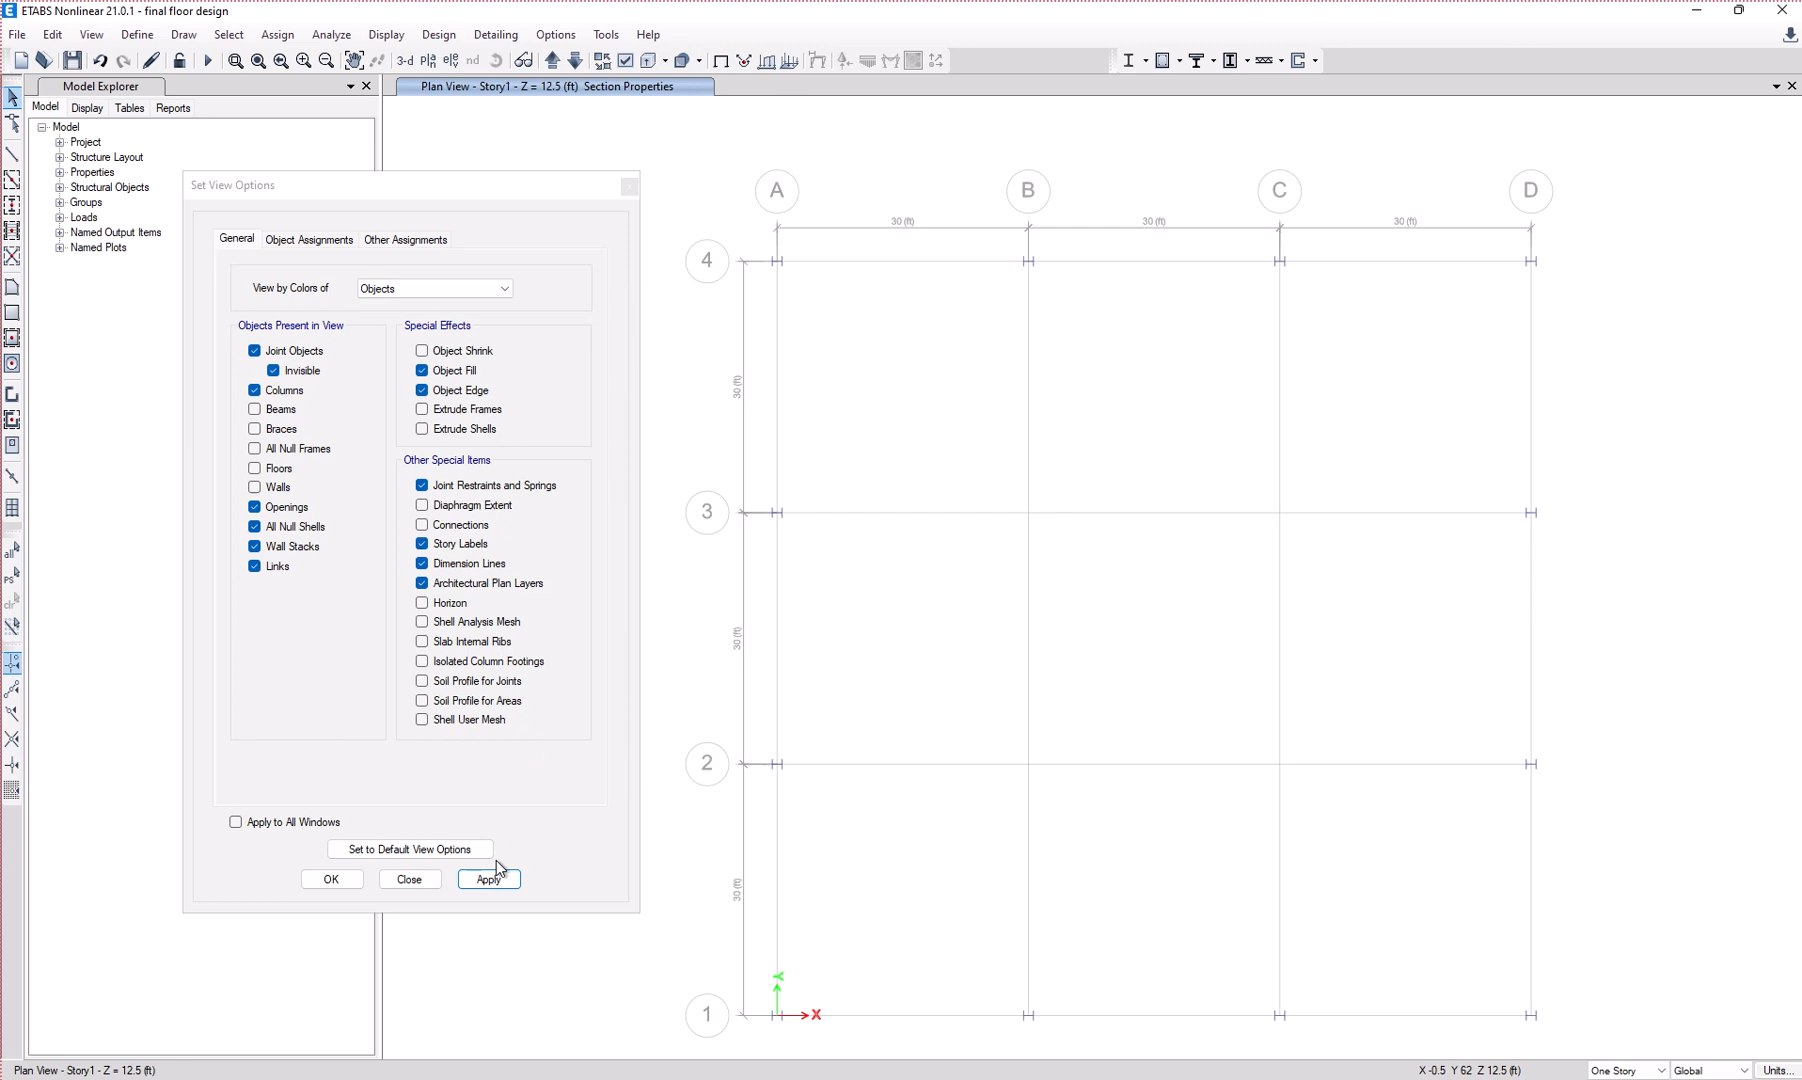 ETABS Nonlinear 21.0.1 - final floor design
File Edit View Define Draw Select Assign Analyze Display Design Detailing Options Tools Help
3-d nd
Model Explorer
Plan View - Story1 - Z = 12.5 (ft) Section Properties
Model Display Tables Reports
Model
Project
Structure Layout
Properties
Structural Objects
Groups
Loads
Named Output Items
Named Plots
Set View Options
General Object Assignments Other Assignments
View by Colors of Objects
Objects Present in View
Joint Objects
Invisible
Columns
Beams
Braces
All Null Frames
Floors
Walls
Openings
All Null Shells
Wall Stacks
Links
Special Effects
Object Shrink
Object Fill
Object Edge
Extrude Frames
Extrude Shells
Other Special Items
Joint Restraints and Springs
Diaphragm Extent
Connections
Story Labels
Dimension Lines
Architectural Plan Layers
Horizon
Shell Analysis Mesh
Slab Internal Ribs
Isolated Column Footings
Soil Profile for Joints
Soil Profile for Areas
Shell User Mesh
Apply to All Windows
Set to Default View Options
OK Close Apply
all
PS
clr
A B C D
30 (ft) 30 (ft) 30 (ft)
4
30 (ft)
3
30 (ft)
2
30 (ft)
Y
1
X
Plan View - Story1 - Z = 12.5 (ft)
X -0.5 Y 62 Z 12.5 (ft)
One Story Global Units...